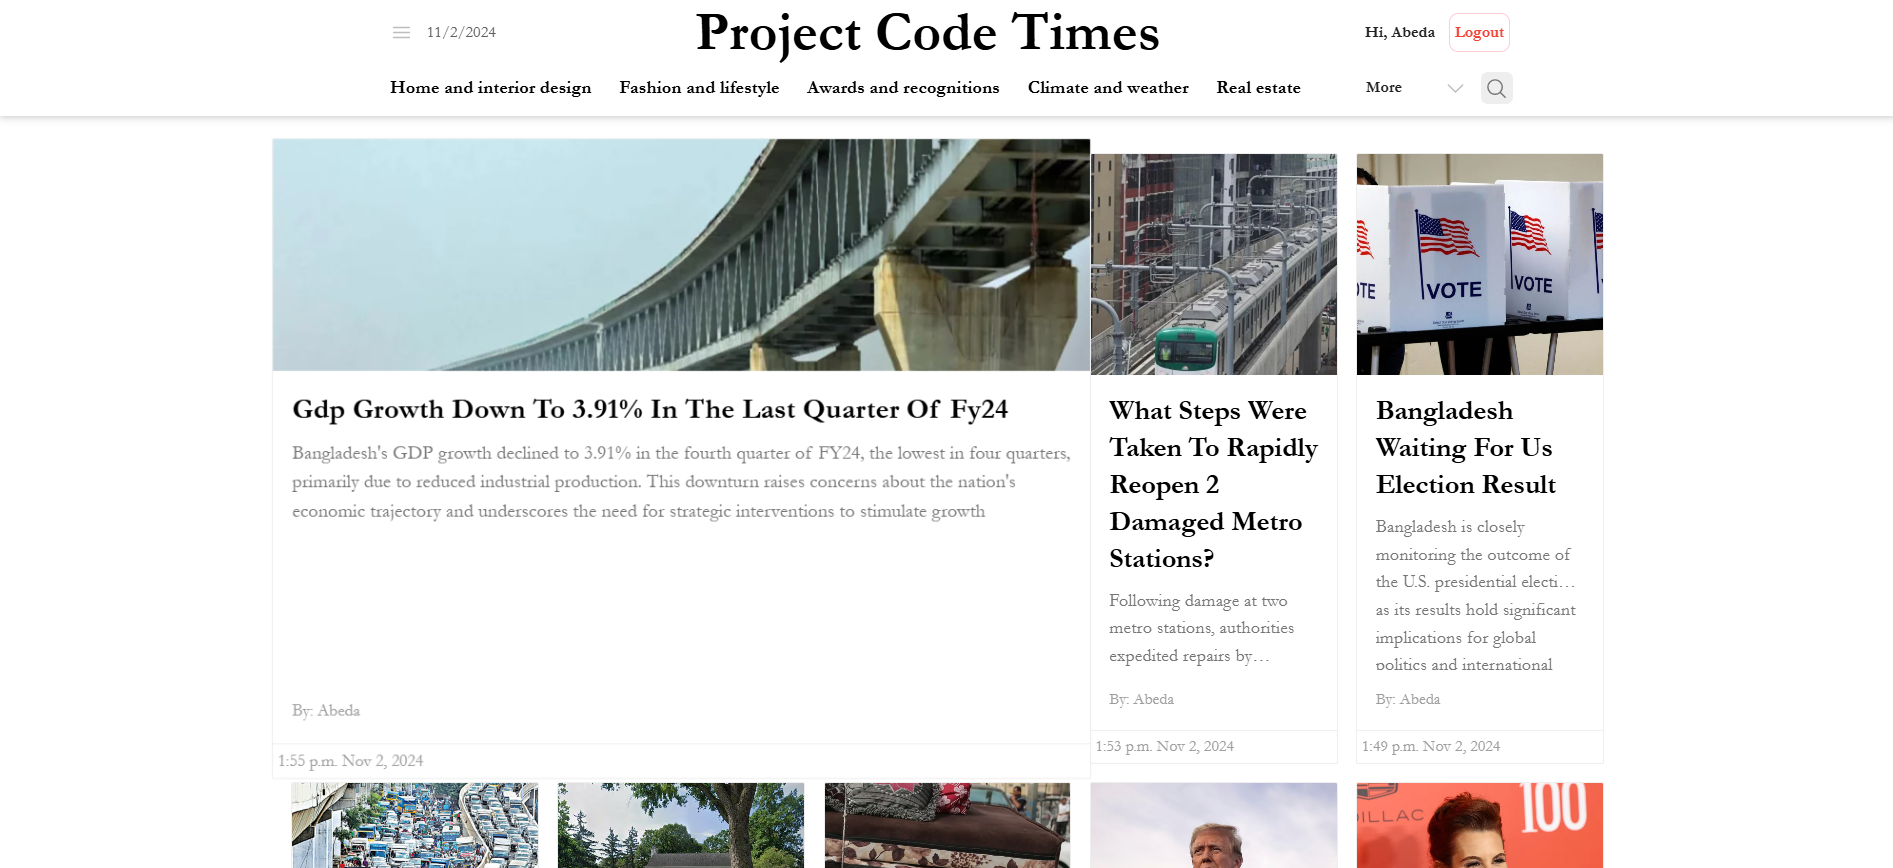 11/2/2024
Project Code Times
Hi, Abeda
Logout
Home and interior design
Fashion and lifestyle
Awards and recognitions
Climate and weather
Real estate
More
VOTE
VOTE
Gdp Growth Down To 3.91% In The Last Quarter Of Fy24
Bangladesh's GDP growth declined to 3.91% in the fourth quarter of FY24, the lowest in four quarters,
primarily due to reduced industrial production. This downturn raises concerns about the nation's
economic trajectory and underscores the need for strategic interventions to stimulate growth
By: Abeda
1:55 p.m. Nov 2, 2024
What Steps Were
Taken To Rapidly
Reopen 2
Damaged Metro
Stations?
Following damage at two
metro stations, authorities
expedited repairs by…
By: Abeda
1:53 p.m. Nov 2, 2024
Bangladesh
Waiting For Us
Election Result
Bangladesh is closely
monitoring the outcome of
the U.S. presidential electi…
as its results hold significant
implications for global
politics and international
By: Abeda
1:49 p.m. Nov 2, 2024
DILLAC
100